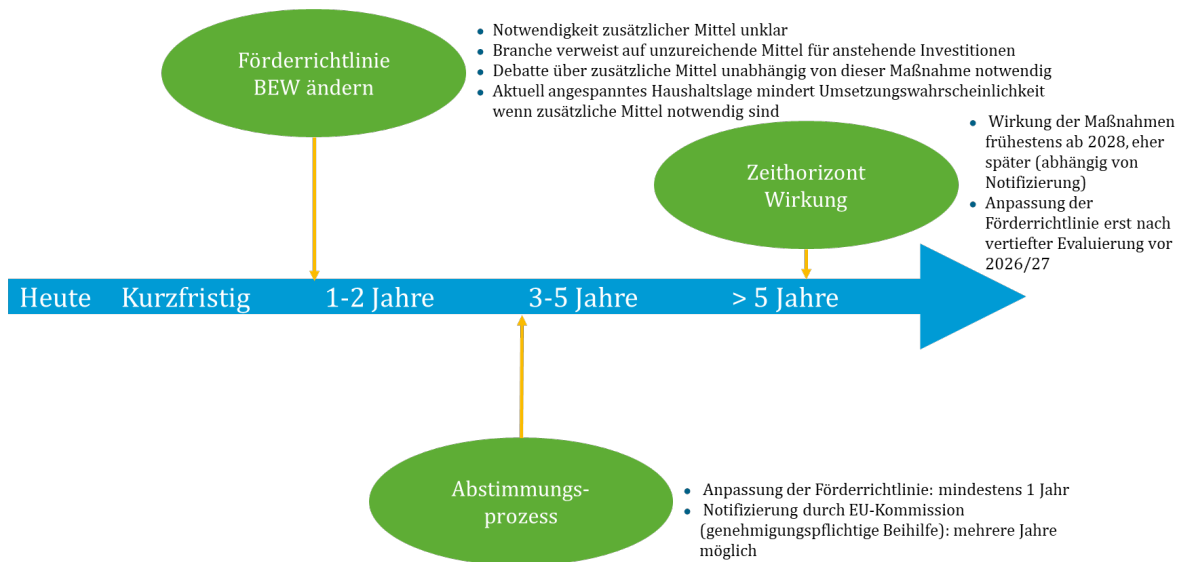 Förderrichtlinie
BEW ändern
• Notwendigkeit zusätzlicher Mittel unklar
• Branche verweist auf unzureichende Mittel für anstehende Investitionen
• Debatte über zusätzliche Mittel unabhängig von dieser Maßnahme notwendig
• Aktuell angespanntes Haushaltslage mindert Umsetzungswahrscheinlichkeit
wenn zusätzliche Mittel notwendig sind
Zeithorizont
Wirkung
• Wirkung der Maßnahmen
frühestens ab 2028, eher
später (abhängig von
Notifizierung)
• Anpassung der
Förderrichtlinie erst nach
vertiefter Evaluierung vor
2026/27
Heute Kurzfristig 1-2 Jahre 3-5 Jahre > 5 Jahre
Abstimmungs-
prozess
• Anpassung der Förderrichtlinie: mindestens 1 Jahr
• Notifizierung durch EU-Kommission
(genehmigungspflichtige Beihilfe): mehrere Jahre
möglich